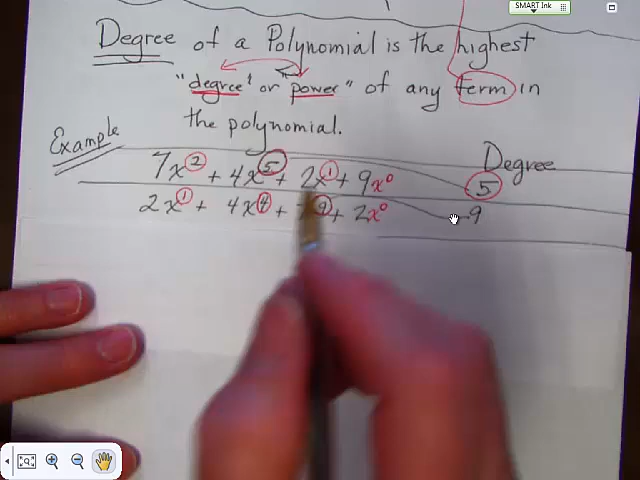 SMART Ink
Degree of a Polynomial is the highest
"degree" or power" of any term in
the polynomial.
Example
Degree
7x² + 4x⁵ + 2x¹ + 9x⁰ 5
2x¹ + 4x⁴ + ⁹ + 2x⁰ 9